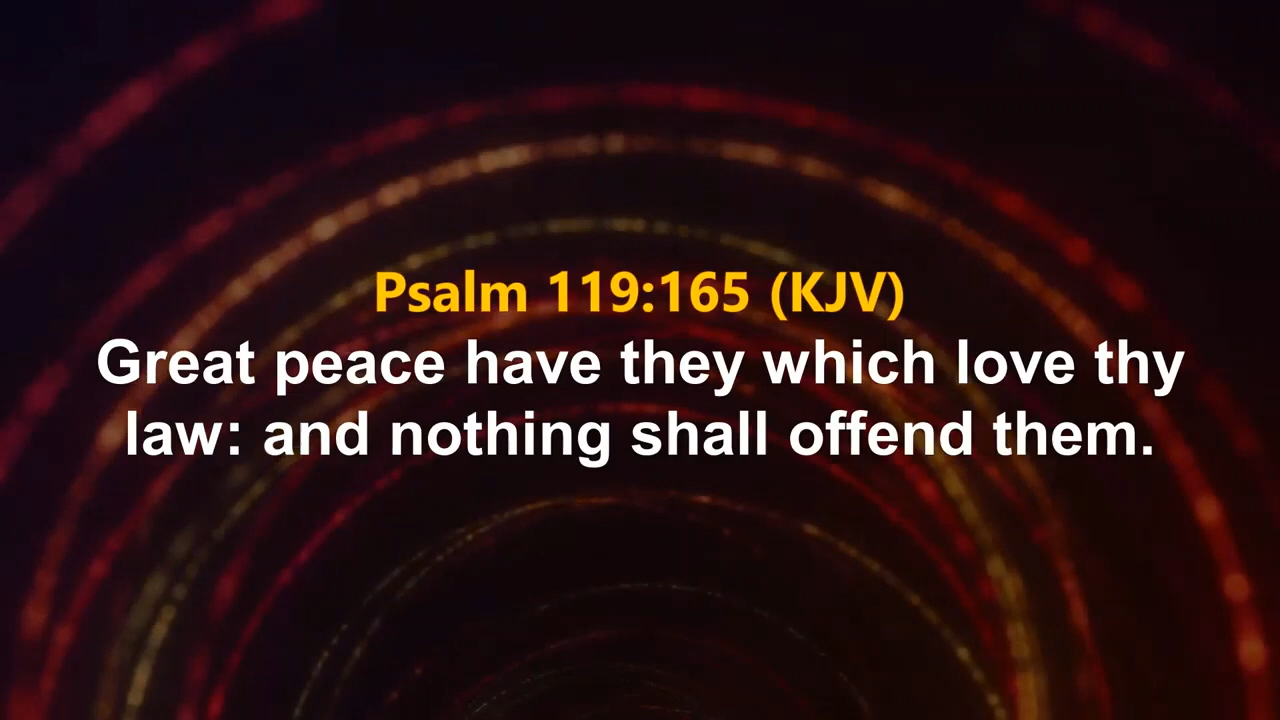 Psalm 119:165 (KJV)
Great peace have they which love thy
law: and nothing shall offend them.